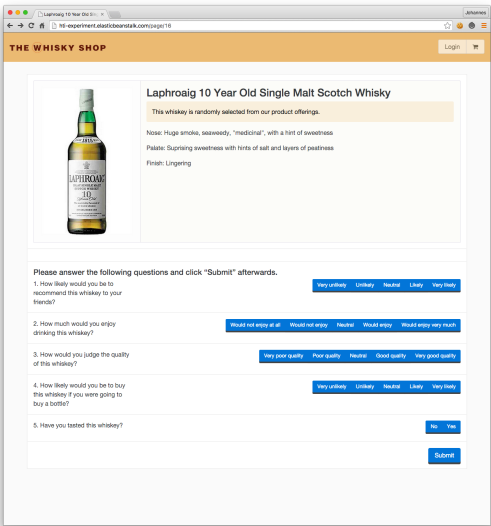 Laphroaig 10 Year Old Sin
Johannes
hti-experiment.elasticbeanstalk.com/page/16
THE WHISKY SHOP
Login
Laphroaig 10 Year Old Single Malt Scotch Whisky
This whiskey is randomly selected from our product offerings.
Nose: Huge smoke, seaweedy, "medicinal", with a hint of sweetness
Palate: Suprising sweetness with hints of salt and layers of peatiness
Finish: Lingering
1815
LAPHROAIG
10
Please answer the following questions and click "Submit" afterwards.
1. How likely would you be to
recommend this whiskey to your
friends?
Very unlikely Unlikely Neutral Likely Very likely
2. How much would you enjoy
drinking this whiskey?
Would not enjoy at all Would not enjoy Neutral Would enjoy Would enjoy very much
3. How would you judge the quality
of this whiskey?
Very poor quality Poor quality Neutral Good quality Very good quality
4. How likely would you be to buy
this whiskey if you were going to
buy a bottle?
Very unlikely Unlikely Neutral Likely Very likely
5. Have you tasted this whiskey?
No Yes
Submit